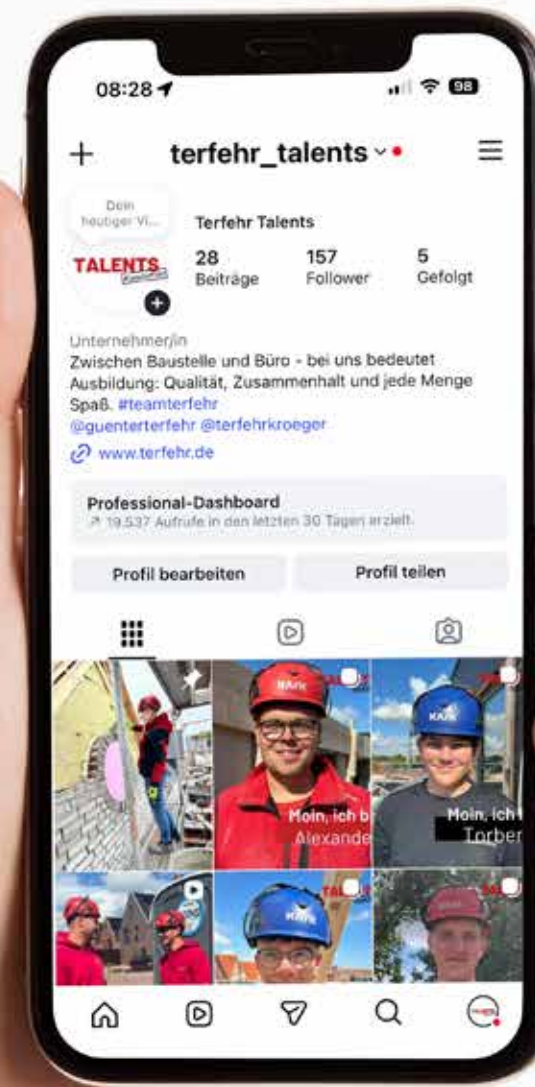 08:28
98
terfehr_talents
Dein
heutiger Vi...
Terfehr Talents
TALENTS
28
157
5
Beiträge
Follower
Gefolgt
Unternehmer/in
Zwischen Baustelle und Büro - bei uns bedeutet
Ausbildung: Qualität, Zusammenhalt und jede Menge
Spaß. #teamterfehr
@guenterterfehr @terfehrkroeger
www.terfehr.de
Professional-Dashboard
19.537 Aufrufe in den letzten 30 Tagen erzielt.
Profil bearbeiten
Profil teilen
KASK
KASK
Moin, ich b
Alexande
Moin, ich
Torber
KASK